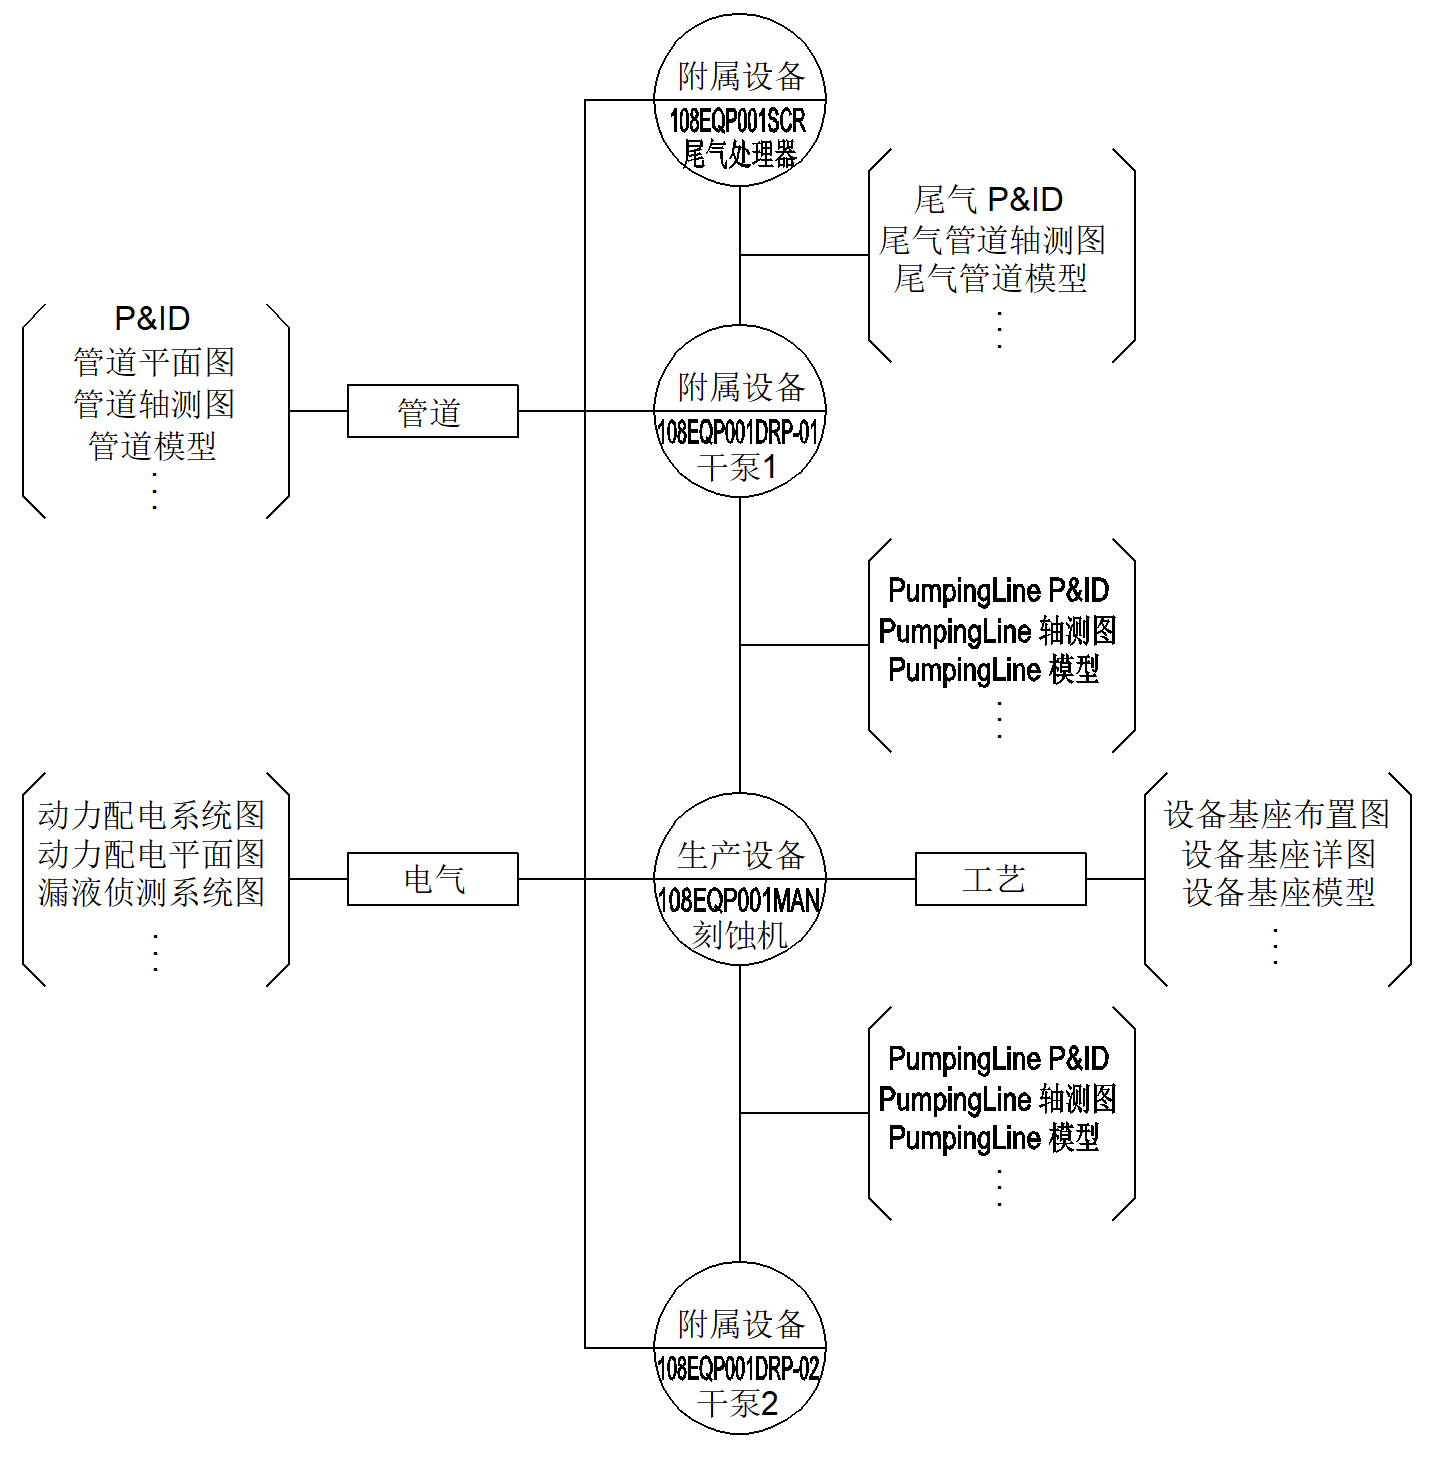 附属设备
108EQP001SCR
尾气处理器
尾气 P&ID
尾气管道轴测图
尾气管道模型
⋮
P&ID
管道平面图
管道轴测图
管道模型
⋮
管道
附属设备
108EQP001DRP-01
干泵1
PumpingLine P&ID
PumpingLine 轴测图
PumpingLine 模型
⋮
动力配电系统图
动力配电平面图
漏液侦测系统图
⋮
电气
生产设备
108EQP001MAN
刻蚀机
工艺
设备基座布置图
设备基座详图
设备基座模型
⋮
PumpingLine P&ID
PumpingLine 轴测图
PumpingLine 模型
⋮
附属设备
108EQP001DRP-02
干泵2